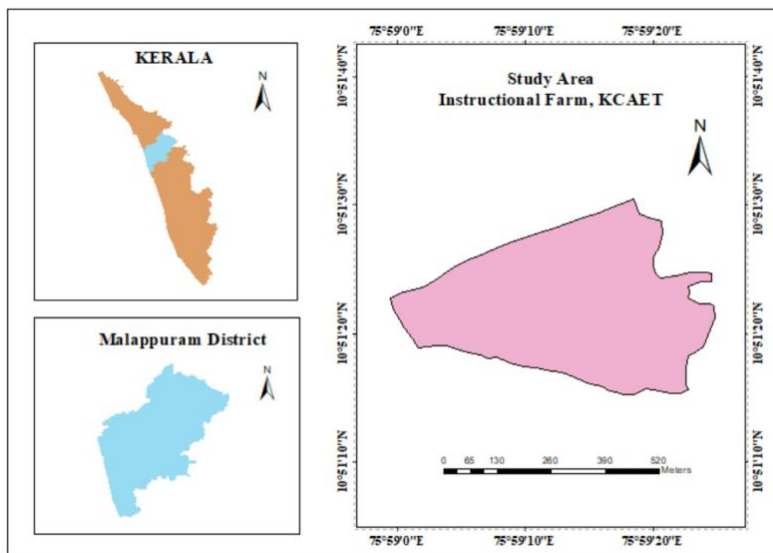 KERALA
N
Malappuram District
N
75°59'0"E 75°59'10"E 75°59'20"E
Study Area
Instructional Farm, KCAET
N
10°51'40"N
10°51'30"N
10°51'20"N
10°51'10"N
10°51'40"N
10°51'30"N
10°51'20"N
10°51'10"N
0 65 130 260 390 520
Meters
75°59'0"E 75°59'10"E 75°59'20"E